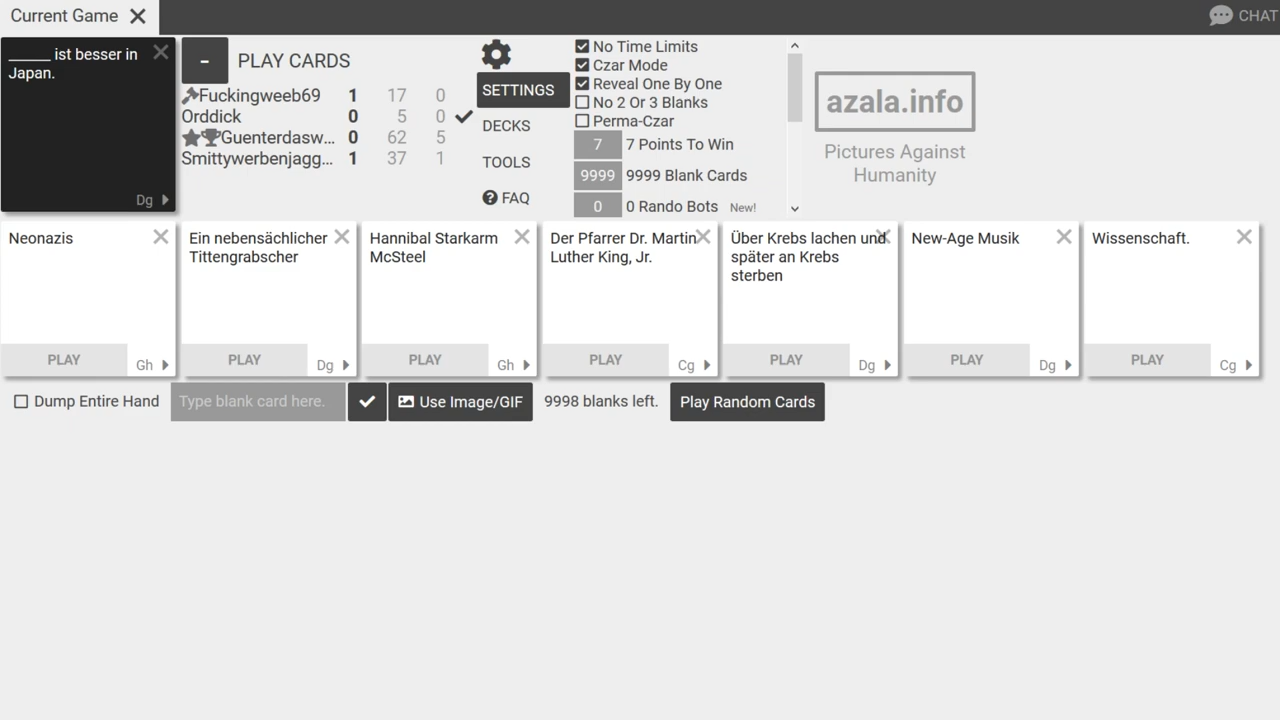 Current Game
CHAT
______ ist besser in
Japan.
Dg
-
PLAY CARDS
Fuckingweeb69 1 17 0
Orddick 0 5 0
Guenterdasw... 0 62 5
Smittywerbenjagg... 1 37 1
SETTINGS
DECKS
TOOLS
FAQ
No Time Limits
Czar Mode
Reveal One By One
No 2 Or 3 Blanks
Perma-Czar
7 7 Points To Win
9999 9999 Blank Cards
0 0 Rando Bots New!
azala.info
Pictures Against
Humanity
Neonazis
PLAY
Gh
Ein nebensächlicher
Tittengrabscher
PLAY
Dg
Hannibal Starkarm
McSteel
PLAY
Gh
Der Pfarrer Dr. Martin
Luther King, Jr.
PLAY
Cg
Über Krebs lachen und
später an Krebs
sterben
PLAY
Dg
New-Age Musik
PLAY
Dg
Wissenschaft.
PLAY
Cg
Dump Entire Hand
Type blank card here.
Use Image/GIF
9998 blanks left.
Play Random Cards